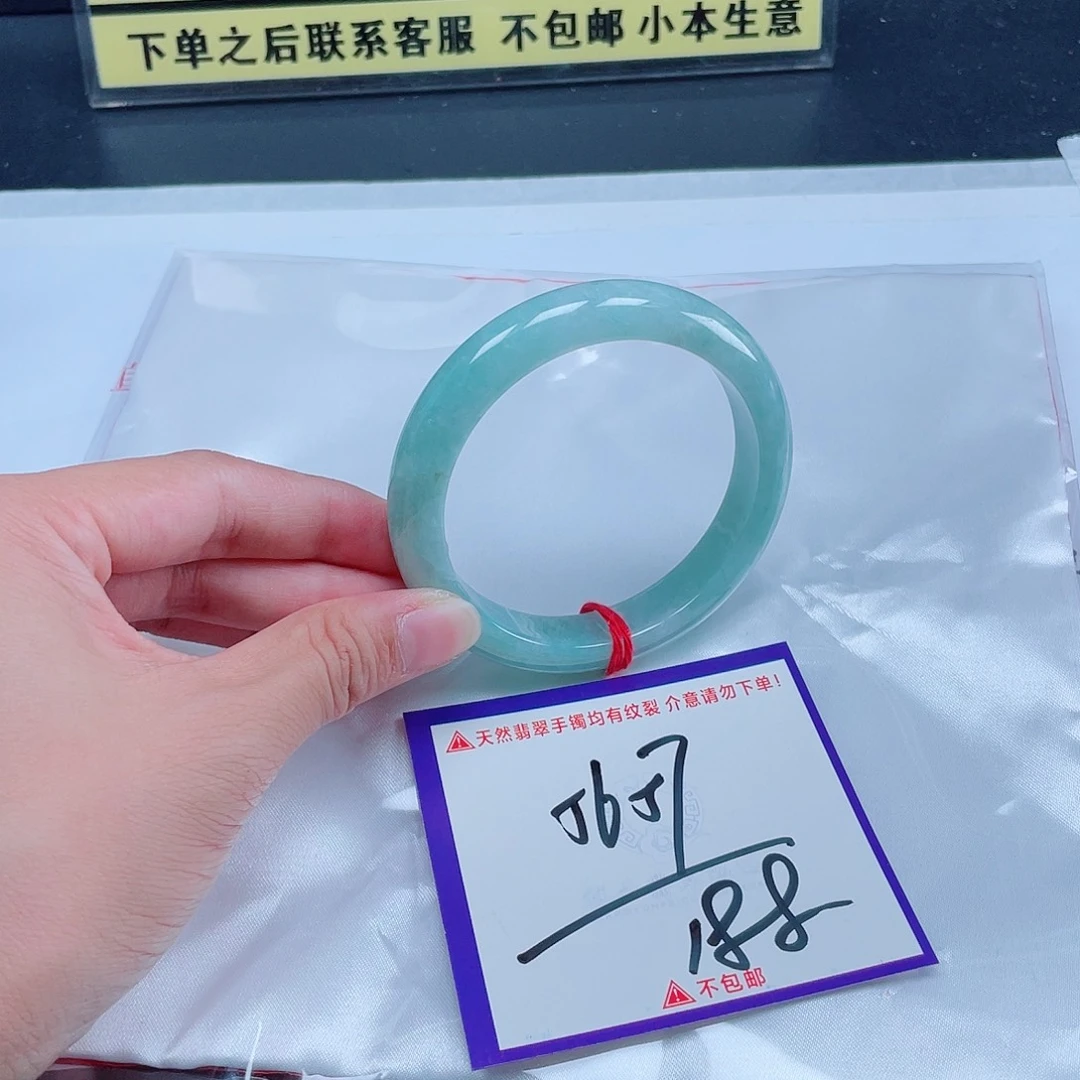 下单之后联系客服 不包邮 小本生意
天然翡翠手镯均有纹裂 介意请勿下单!
188
不包邮